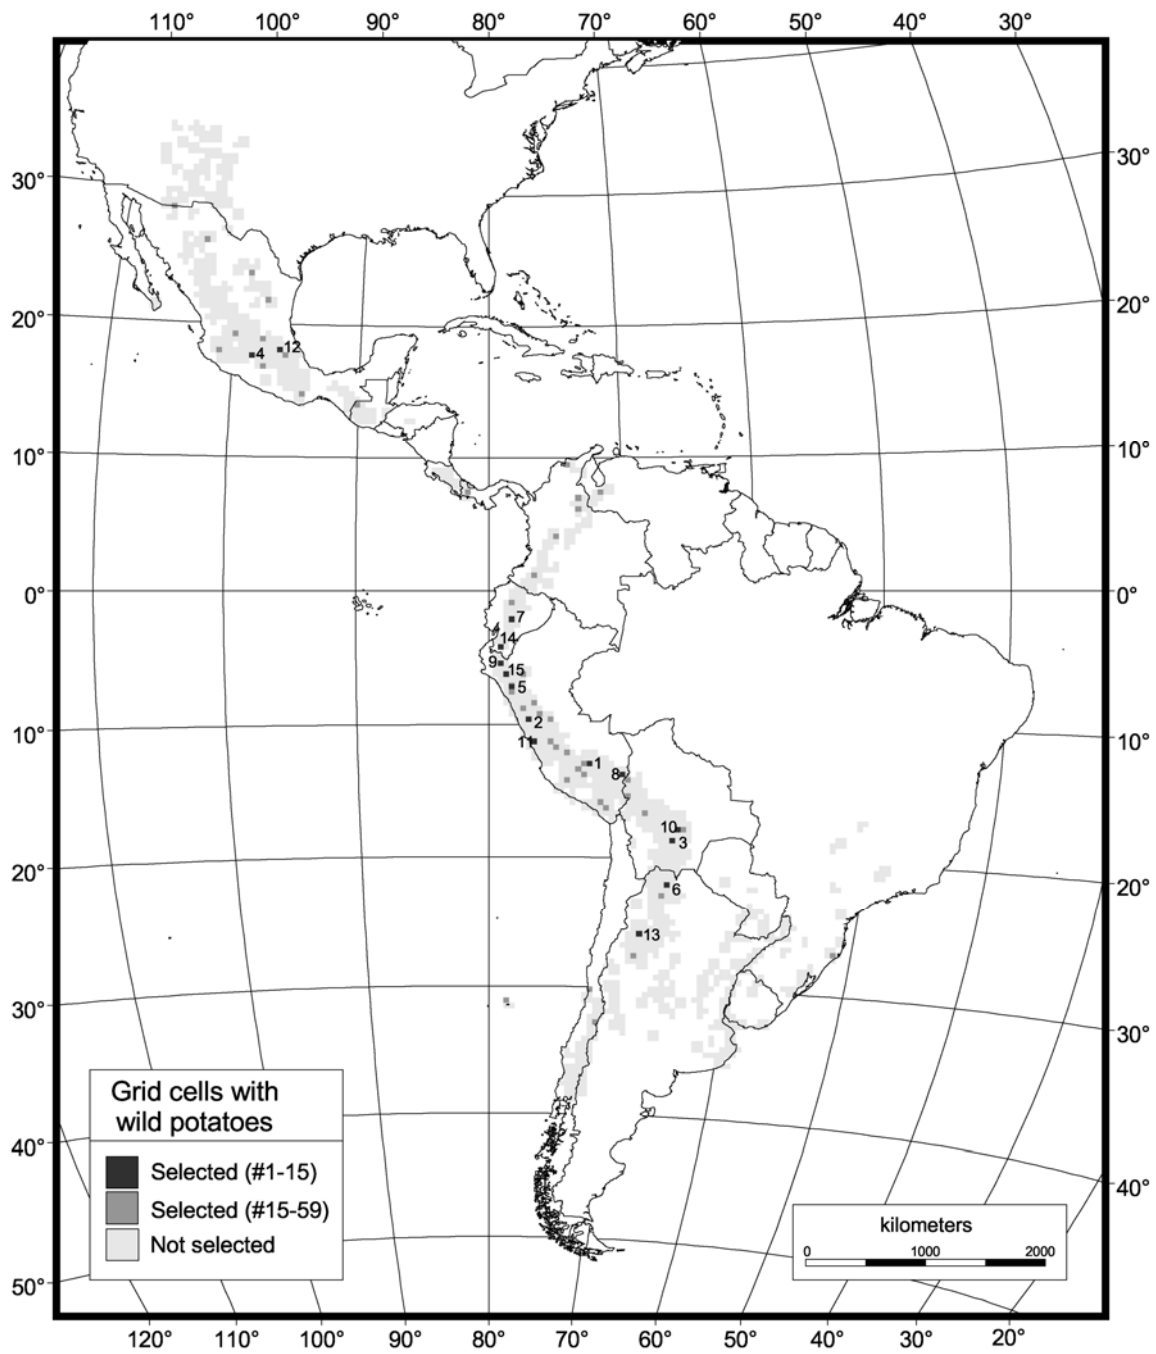 110° 100° 90° 80° 70° 60° 50° 40° 30°
30° 30°
20° 20°
4 12
10° 10°
0° 0°
7
14
9 15
5
2
10° 11 10°
1
8
10
3
20° 20°
6
13
30° 30°
Grid cells with
wild potatoes
Selected (#1-15)
Selected (#15-59)
Not selected
40° 40°
kilometers
0 1000 2000
50°
120° 110° 100° 90° 80° 70° 60° 50° 40° 30° 20°